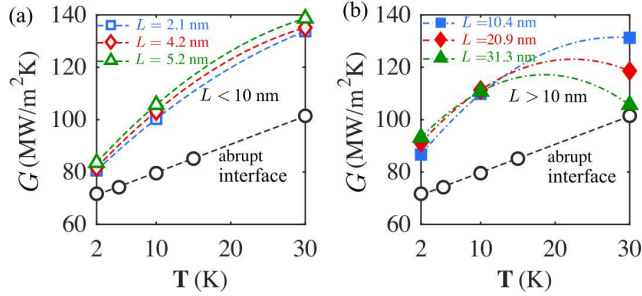 (a)
G (MW/m²K)
140
120
100
80
60
L = 2.1 nm
L = 4.2 nm
L = 5.2 nm
L < 10 nm
abrupt
interface
2
10
20
30
T (K)
(b)
G (MW/m²K)
140
120
100
80
60
L=10.4 nm
L=20.9 nm
L=31.3 nm
L > 10 nm
abrupt
interface
2
10
20
30
T (K)